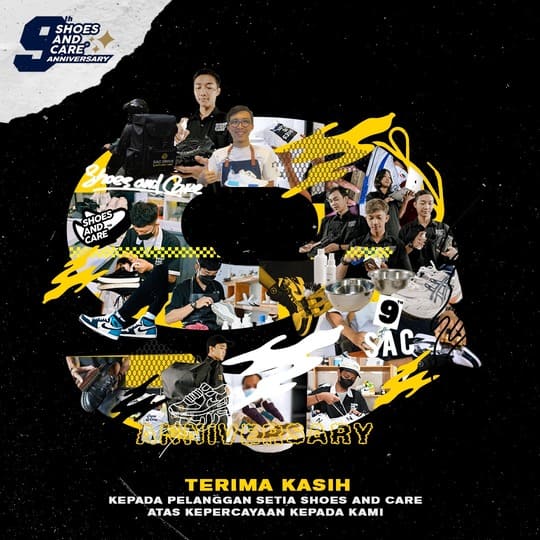 9th
SHOES
AND
CARE
ANNIVERSARY
Shoes and Care
SHOES
AND
CARE
9TH
SAC
ANNIVERSARY
TERIMA KASIH
KEPADA PELANGGAN SETIA SHOES AND CARE
ATAS KEPERCAYAAN KEPADA KAMI